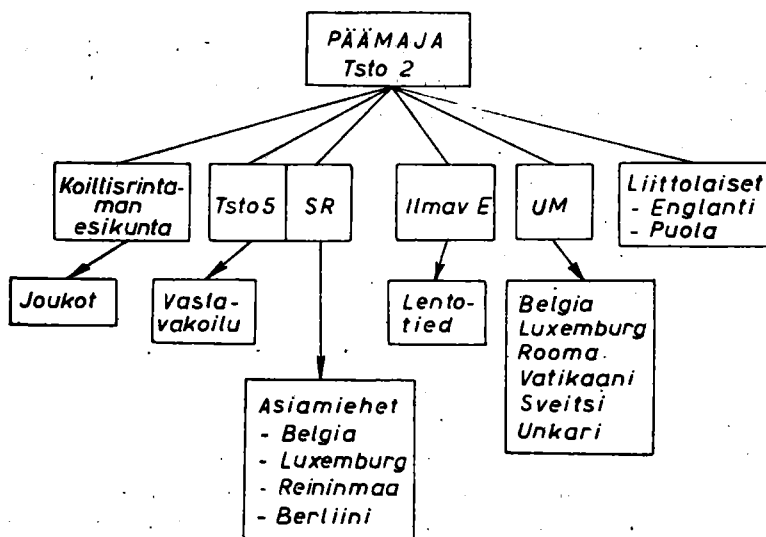 PÄÄMAJA
Tsto 2
Koillisrinta-
man
esikunta
Tsto 5
SR
Ilmav E
UM
Liittolaiset
- Englanti
- Puola
Joukot
Vasta-
vakoilu
Lento-
tied
Belgia
Luxemburg
Rooma
Vatikaani
Sveitsi
Unkari
Asiamiehet
- Belgia
- Luxemburg
- Reininmaa
- Berliini